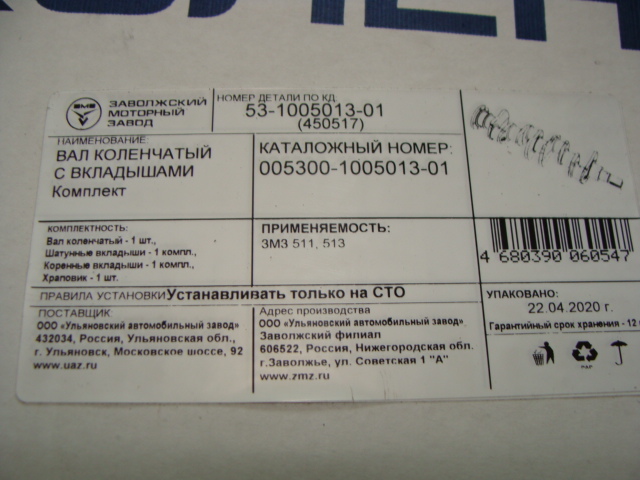 ЗМЗ
ЗАВОЛЖСКИЙ
МОТОРНЫЙ
ЗАВОД
НОМЕР ДЕТАЛИ ПО КД:
53-1005013-01
(450517)
НАИМЕНОВАНИЕ:
ВАЛ КОЛЕНЧАТЫЙ
С ВКЛАДЫШАМИ
Комплект
КАТАЛОЖНЫЙ НОМЕР:
005300-1005013-01
КОМПЛЕКТНОСТЬ:
Вал коленчатый - 1 шт.,
Шатунные вкладыши - 1 компл.,
Коренные вкладыши - 1 компл.,
Храповик - 1 шт.
ПРИМЕНЯЕМОСТЬ:
ЗМЗ 511, 513
4 680390 060547
ПРАВИЛА УСТАНОВКИ Устанавливать только на СТО
ПОСТАВЩИК:
ООО «Ульяновский автомобильный завод»
432034, Россия, Ульяновская обл.,
г. Ульяновск, Московское шоссе, 92
www.uaz.ru
Адрес производства
ООО «Ульяновский автомобильный завод»
Заволжский филиал
606522, Россия, Нижегородская обл.
г.Заволжье, ул. Советская 1 "А"
www.zmz.ru
УПАКОВАНО:
22.04.2020 г.
Гарантийный срок хранения - 12
PAP